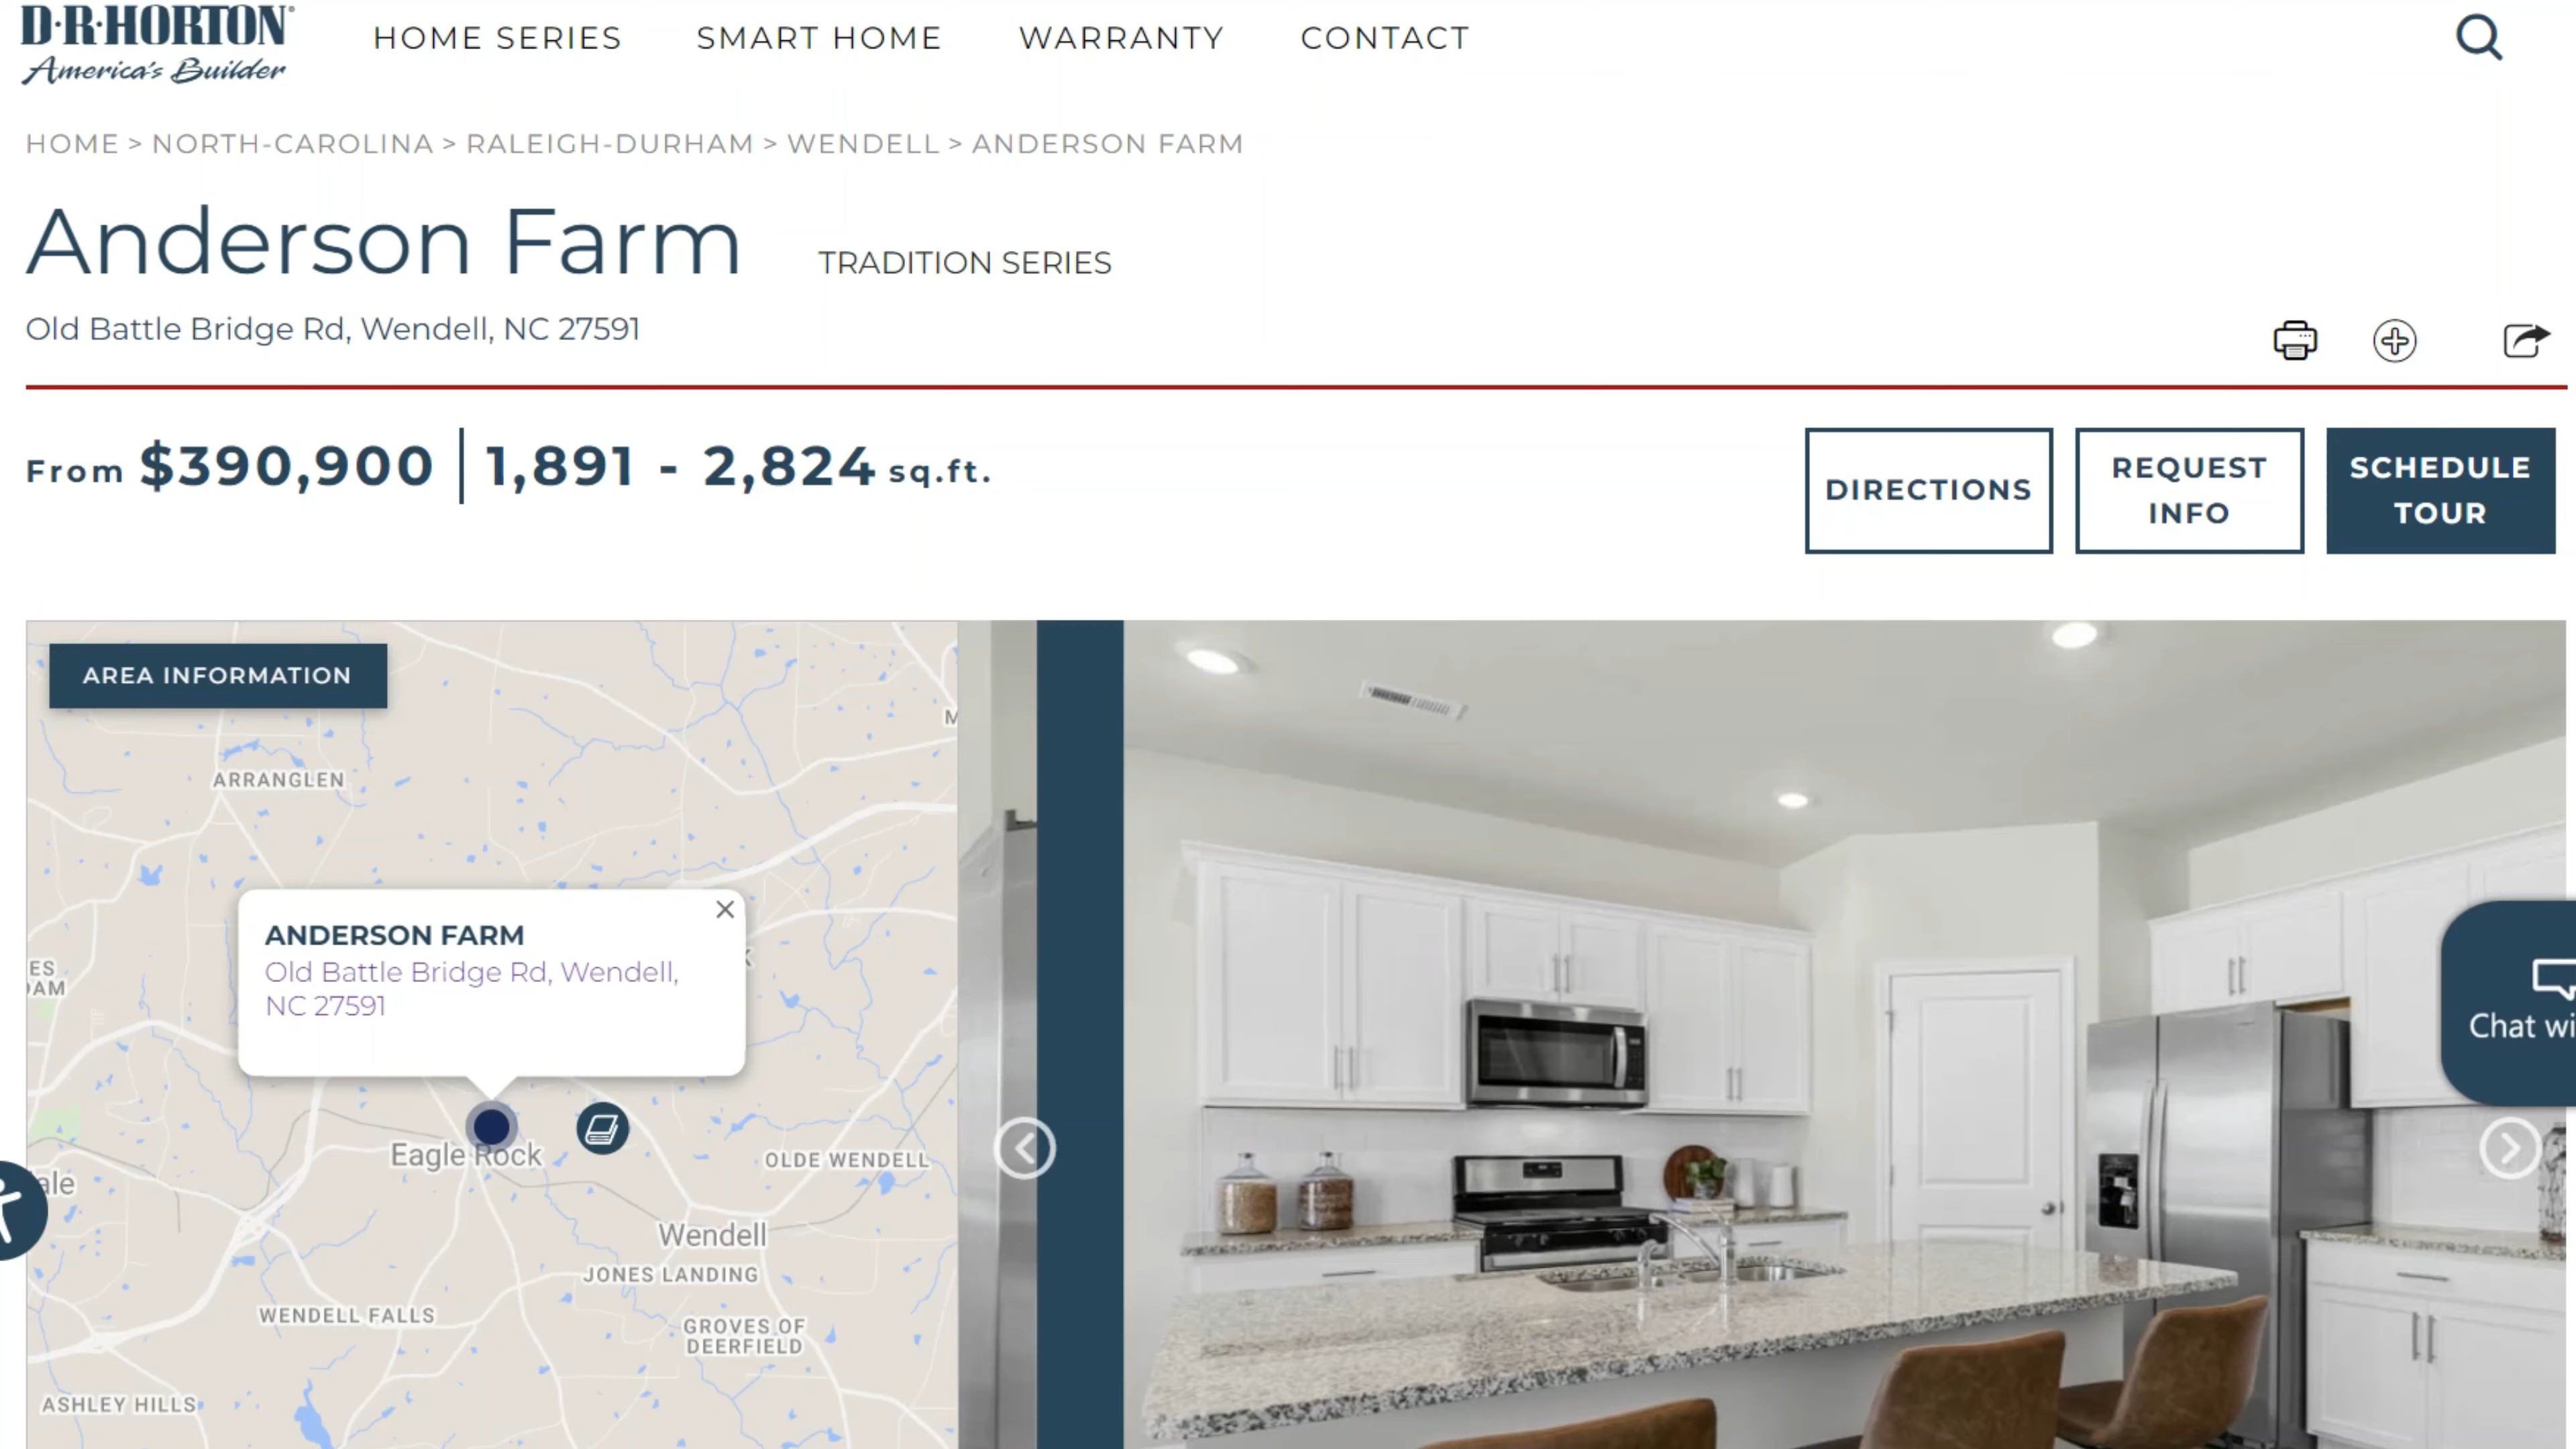 D·R·HORTON
America's Builder
HOME SERIES
SMART HOME
WARRANTY
CONTACT
HOME > NORTH-CAROLINA > RALEIGH-DURHAM > WENDELL > ANDERSON FARM
Anderson Farm
TRADITION SERIES
Old Battle Bridge Rd, Wendell, NC 27591
From $390,900
1,891 - 2,824 sq.ft.
DIRECTIONS
REQUEST
INFO
SCHEDULE
TOUR
AREA INFORMATION
ARRANGLEN
ANDERSON FARM
Old Battle Bridge Rd, Wendell,
NC 27591
Eagle Rock
OLDE WENDELL
Wendell
JONES LANDING
WENDELL FALLS
GROVES OF
DEERFIELD
ASHLEY HILLS
Chat wi